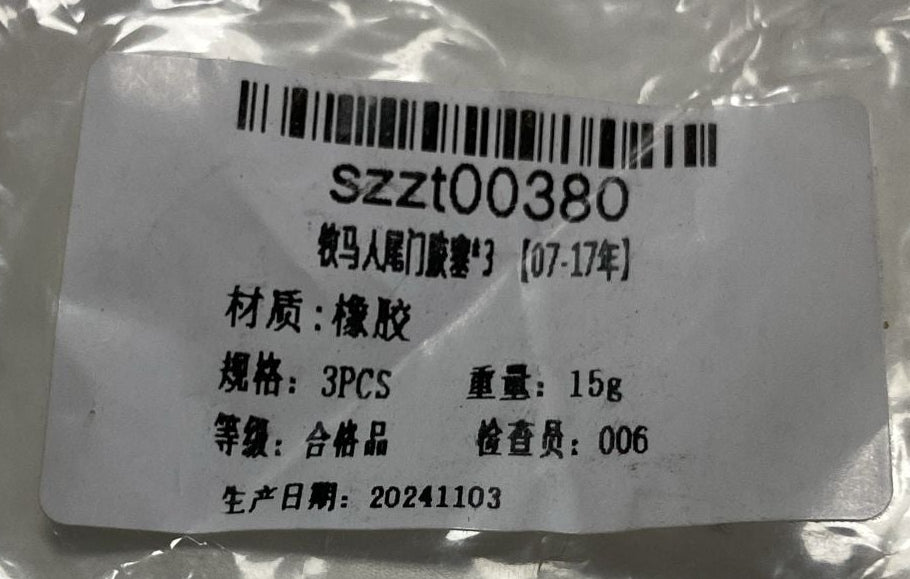 szzt00380
牧马人尾门胶塞*3 【07-17年】
材质：橡胶
规格：3PCS 重量：15g
等级：合格品 检查员：006
生产日期：20241103